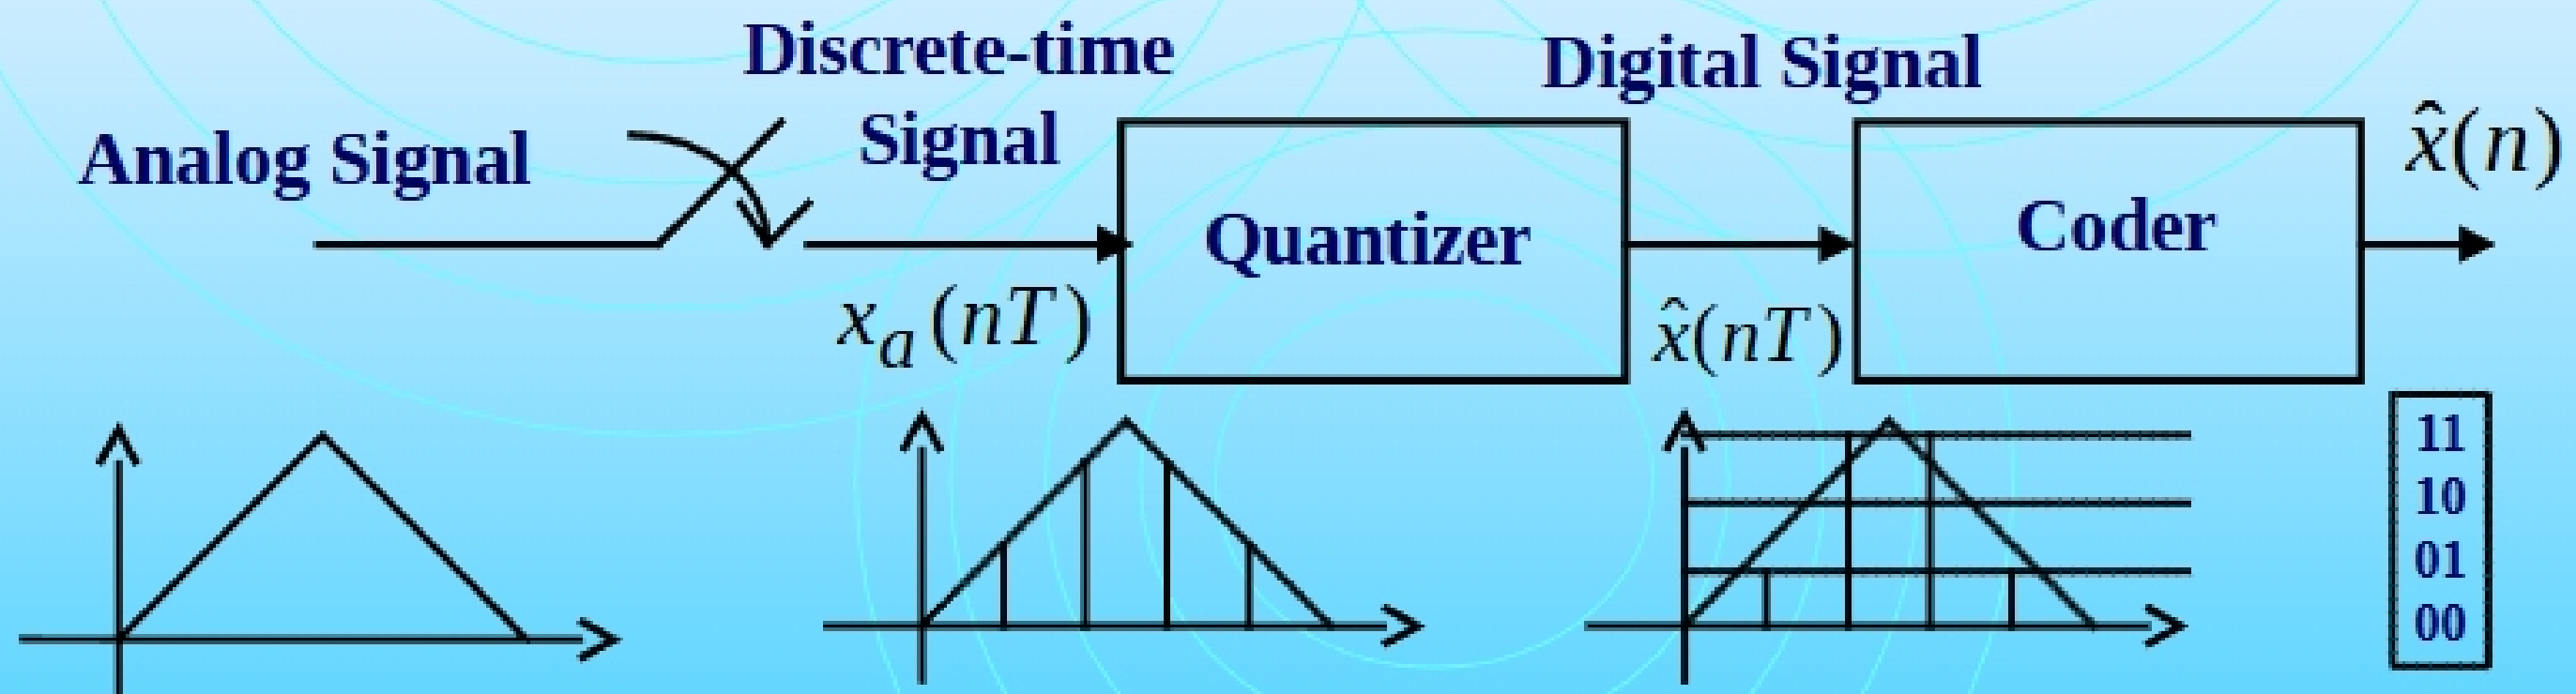 Discrete-time
Signal
Digital Signal
Analog Signal
Quantizer
Coder
x̂(n)
xₐ(nT)
x̂(nT)
11
10
01
00